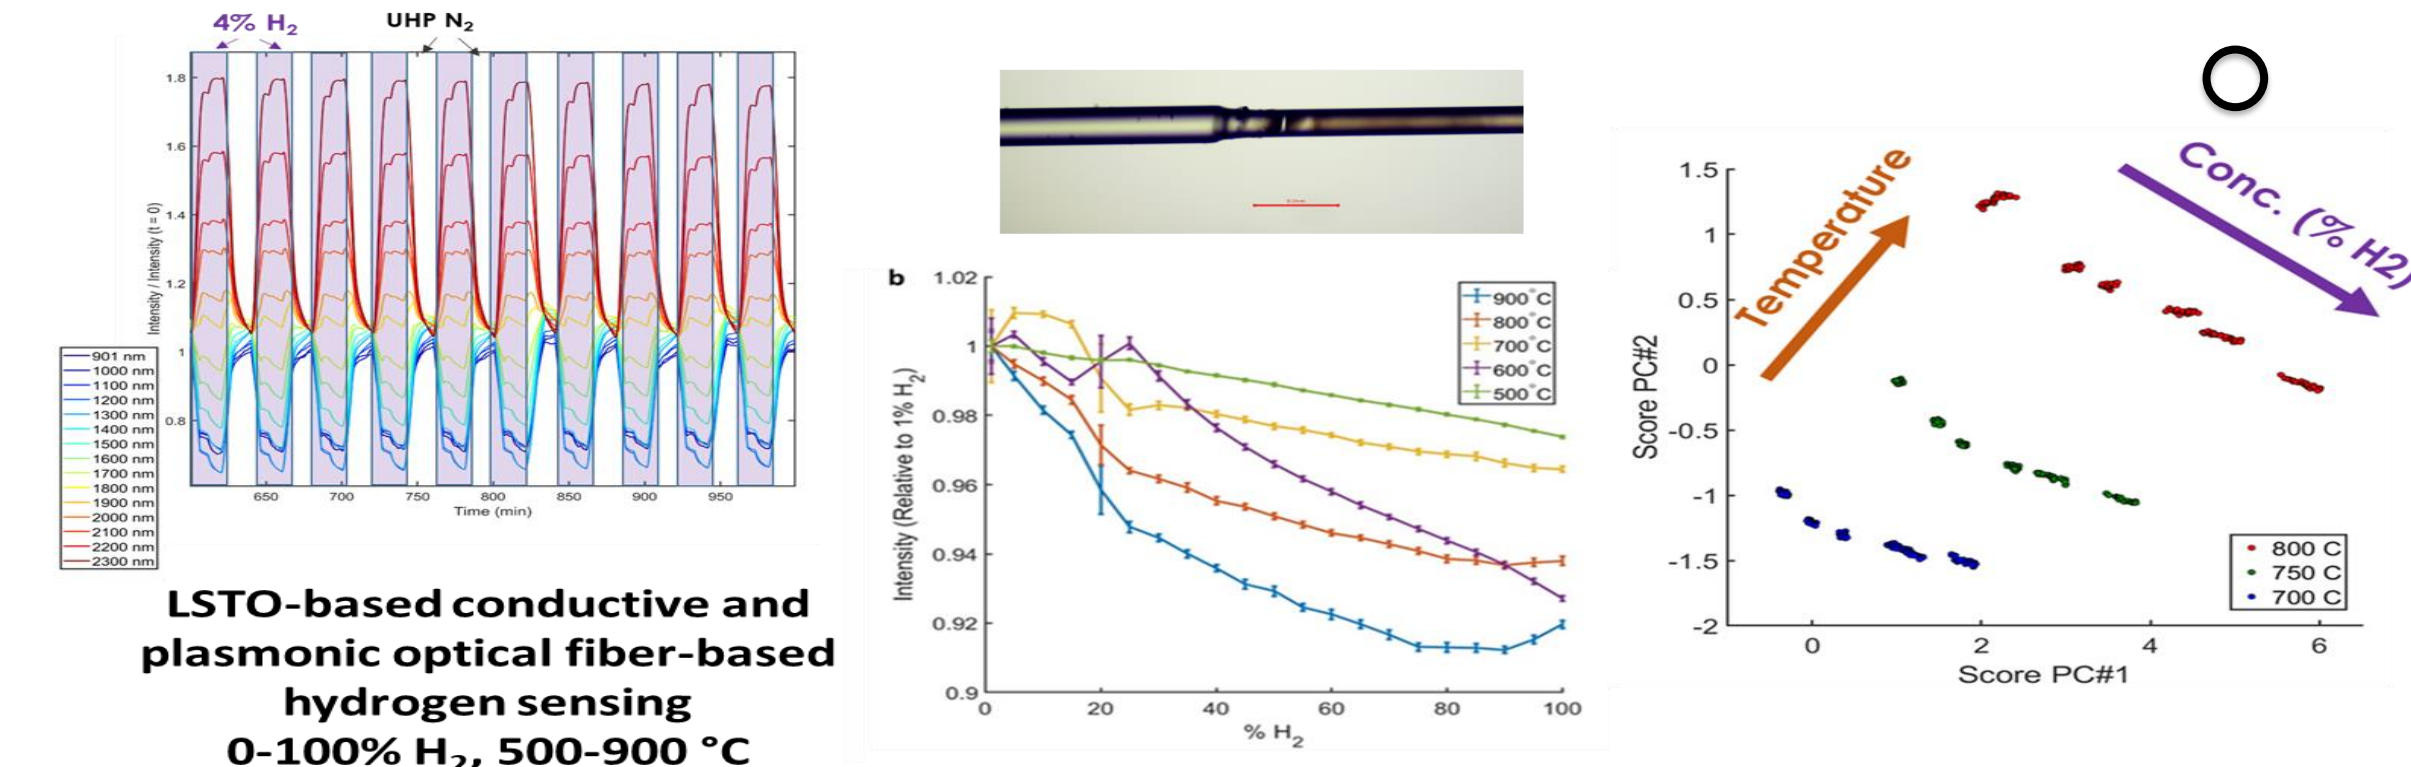 4% H₂
UHP N₂
1.8
1.6
1.4
1.2
1
0.8
Intensity / Intensity (t = 0)
650 700 750 800 850 900 950
Time (min)
901 nm
1000 nm
1100 nm
1200 nm
1300 nm
1400 nm
1500 nm
1600 nm
1700 nm
1800 nm
1900 nm
2000 nm
2100 nm
2200 nm
2300 nm
LSTO-based conductive and
plasmonic optical fiber-based
hydrogen sensing
0-100% H₂, 500-900 °C
b
1.02
1
0.98
0.96
0.94
0.92
0.9
Intensity (Relative to 1% H₂)
0 20 40 60 80 100
% H₂
900°C
800°C
700°C
600°C
500°C
Temperature
Conc. (% H2)
1.5
1
0.5
0
-0.5
-1
-1.5
-2
Score PC#2
0 2 4 6
Score PC#1
800 C
750 C
700 C